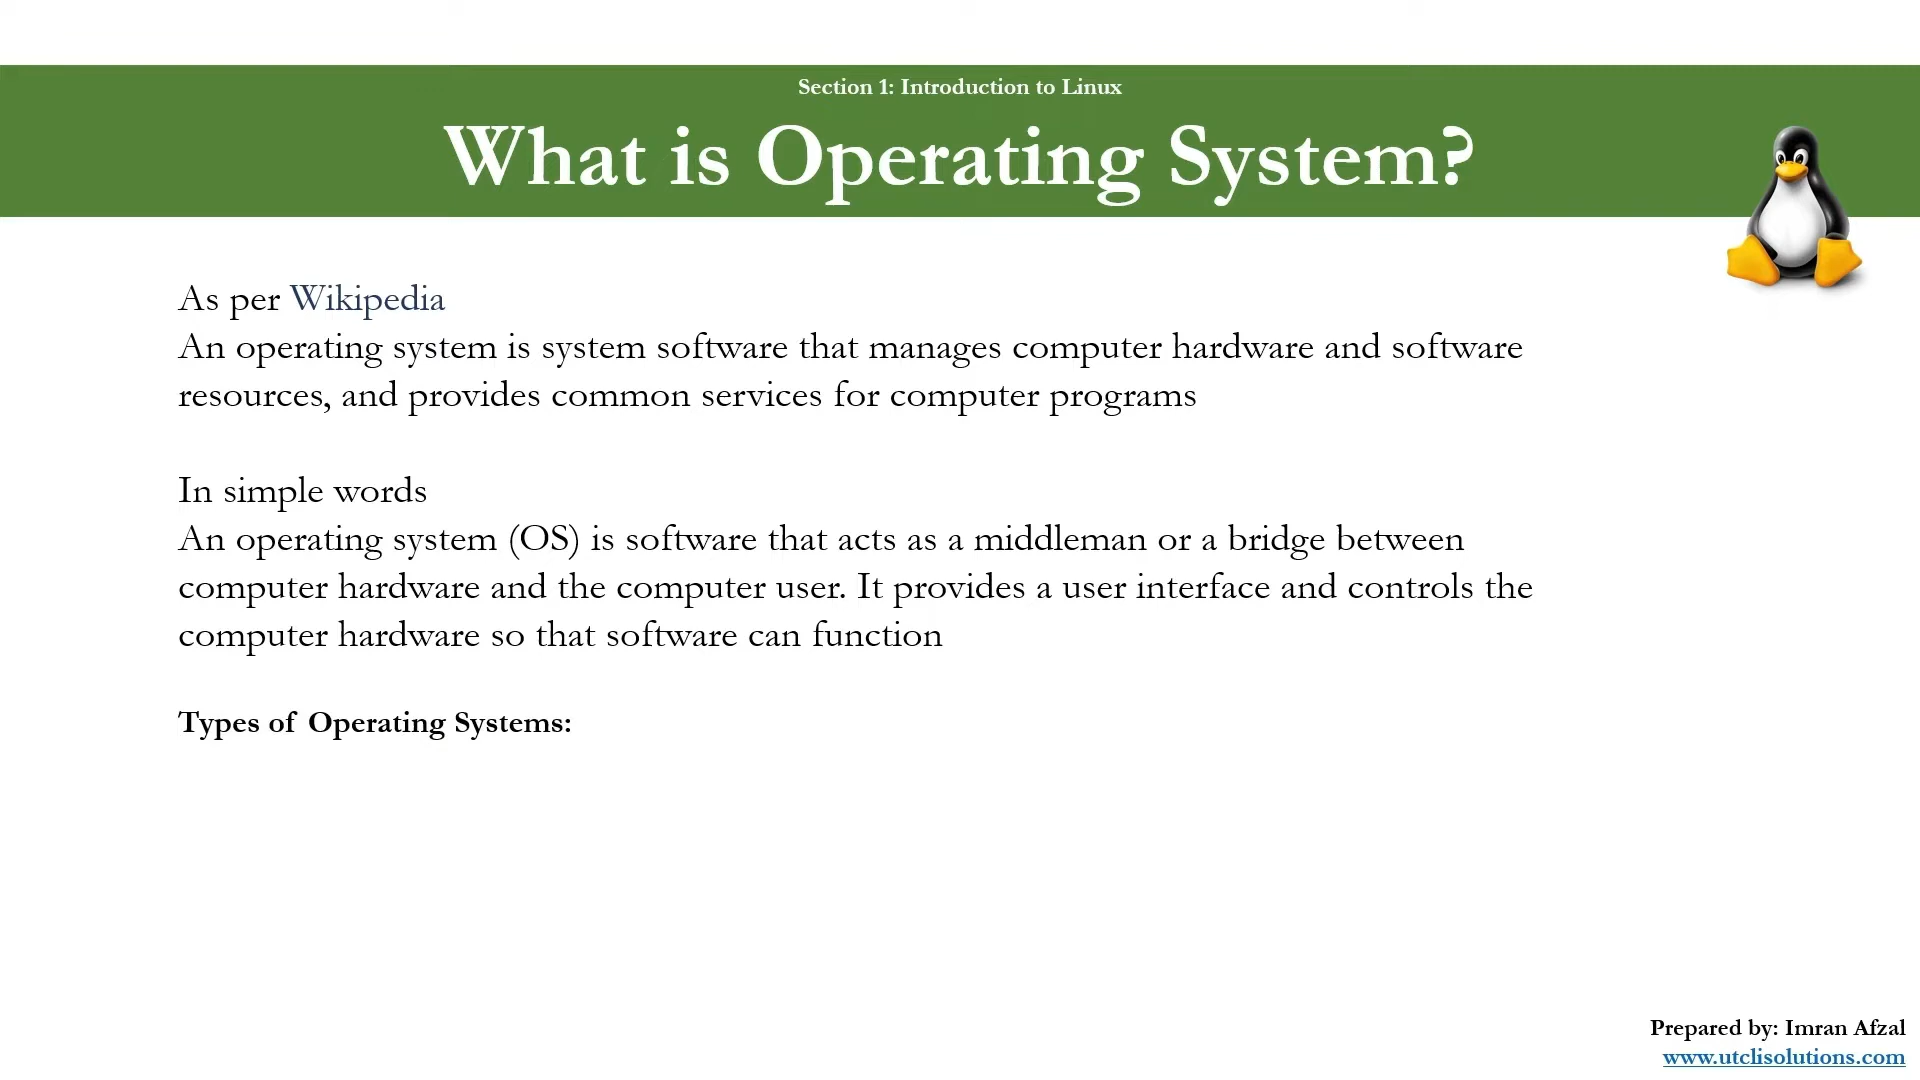 Section 1: Introduction to Linux
What is Operating System?
As per Wikipedia
An operating system is system software that manages computer hardware and software
resources, and provides common services for computer programs
In simple words
An operating system (OS) is software that acts as a middleman or a bridge between
computer hardware and the computer user. It provides a user interface and controls the
computer hardware so that software can function
Types of Operating Systems:
Prepared by: Imran Afzal
www.utclisolutions.com